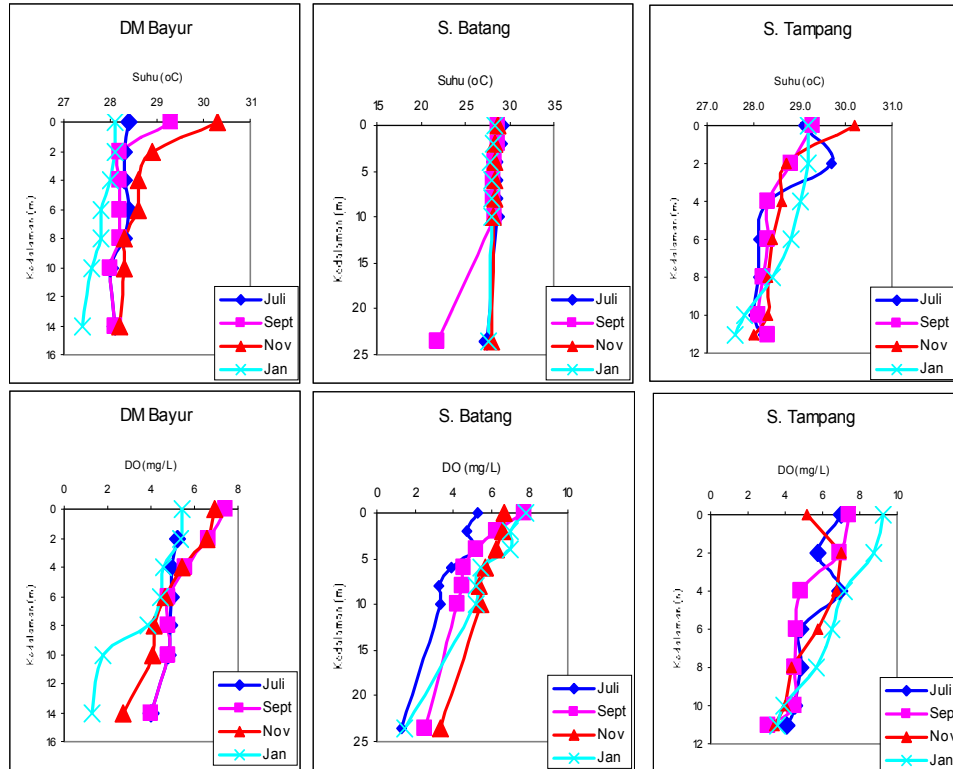 DM Bayur
Suhu (oC)
27 28 29 30 31
0
2
4
6
8
10
12
14
16
Kedalaman (m)
Juli
Sept
Nov
Jan
S. Batang
Suhu (oC)
15 20 25 30 35
0
5
10
15
20
25
Kedalaman (m)
Juli
Sept
Nov
Jan
S. Tampang
Suhu (oC)
27.0 28.0 29.0 30.0 31.0
0
2
4
6
8
10
12
Kedalaman (m)
Juli
Sept
Nov
Jan
DM Bayur
DO (mg/L)
0 2 4 6 8
0
2
4
6
8
10
12
14
16
Kedalaman (m)
Juli
Sept
Nov
Jan
S. Batang
DO (mg/L)
0 2 4 6 8 10
0
5
10
15
20
25
Kedalaman (m)
Juli
Sept
Nov
Jan
S. Tampang
DO (mg/L)
0 2 4 6 8 10
0
2
4
6
8
10
12
Kedalaman (m)
Juli
Sept
Nov
Jan